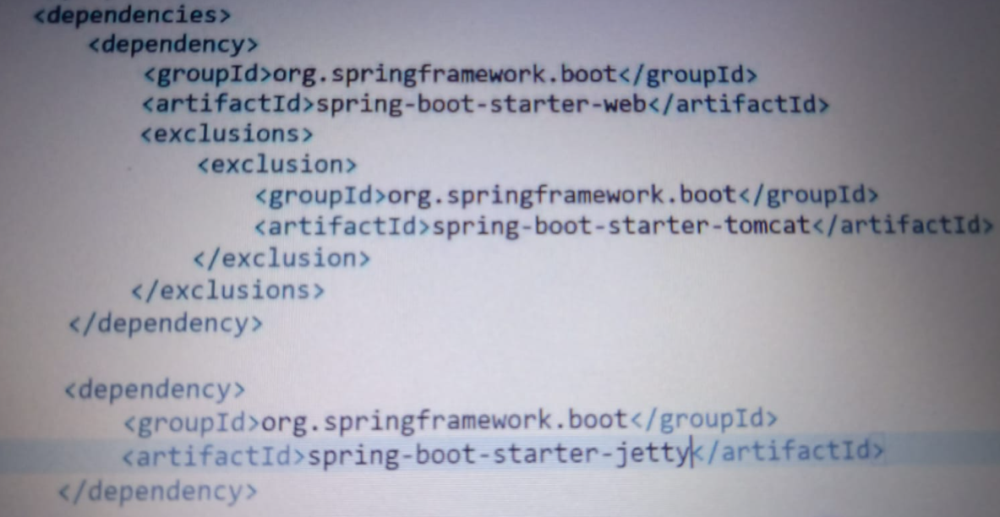 <dependencies>
<dependency>
<groupId>org.springframework.boot</groupId>
<artifactId>spring-boot-starter-web</artifactId>
<exclusions>
<exclusion>
<groupId>org.springframework.boot</groupId>
<artifactId>spring-boot-starter-tomcat</artifactId>
</exclusion>
</exclusions>
</dependency>
<dependency>
<groupId>org.springframework.boot</groupId>
<artifactId>spring-boot-starter-jetty</artifactId>
</dependency>